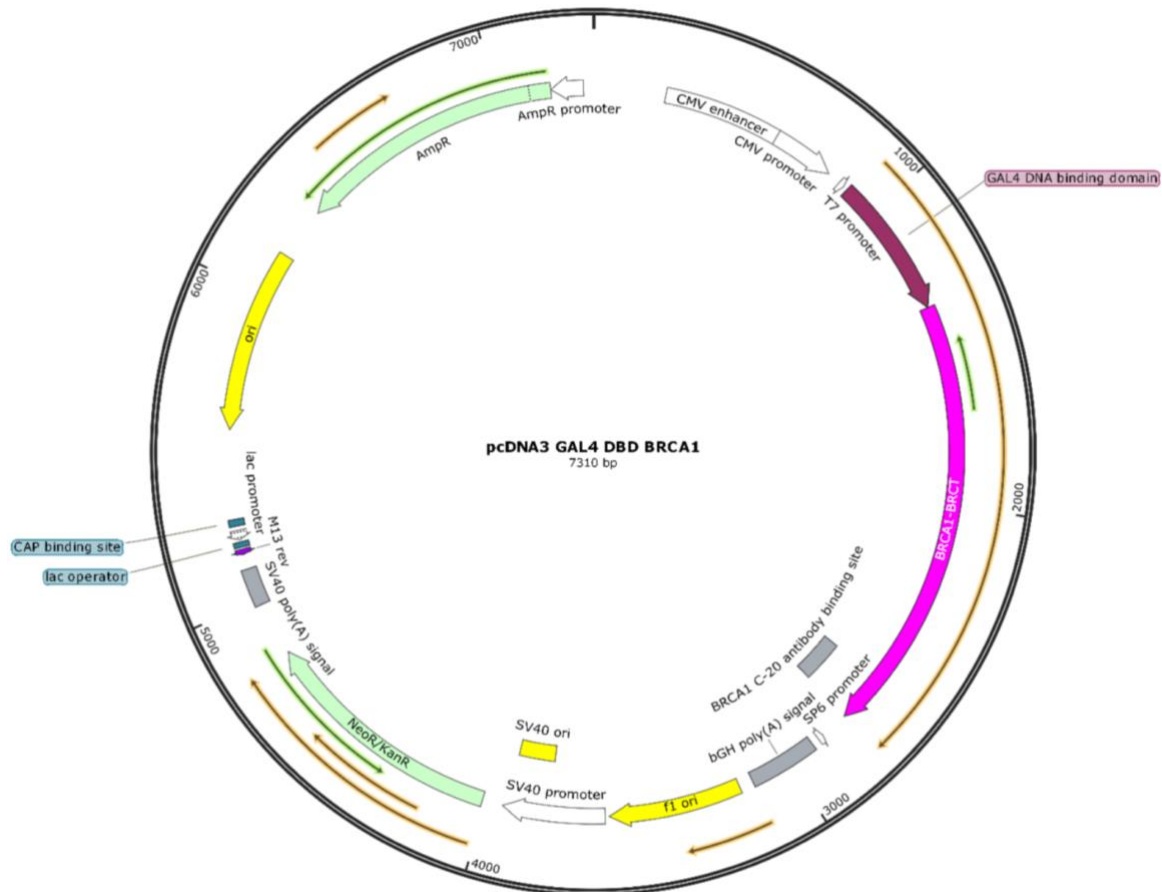 7000
AmpR promoter
AmpR
CMV enhancer
CMV promoter
T7 promoter
1000
GAL4 DNA binding domain
6000
ori
pcDNA3 GAL4 DBD BRCA1
7310 bp
2000
BRCA1-BRCT
lac promoter
M13 rev
CAP binding site
lac operator
SV40 poly(A) signal
5000
BRCA1 C-20 antibody binding site
SP6 promoter
bGH poly(A) signal
SV40 ori
NeoR/KanR
SV40 promoter
f1 ori
3000
4000